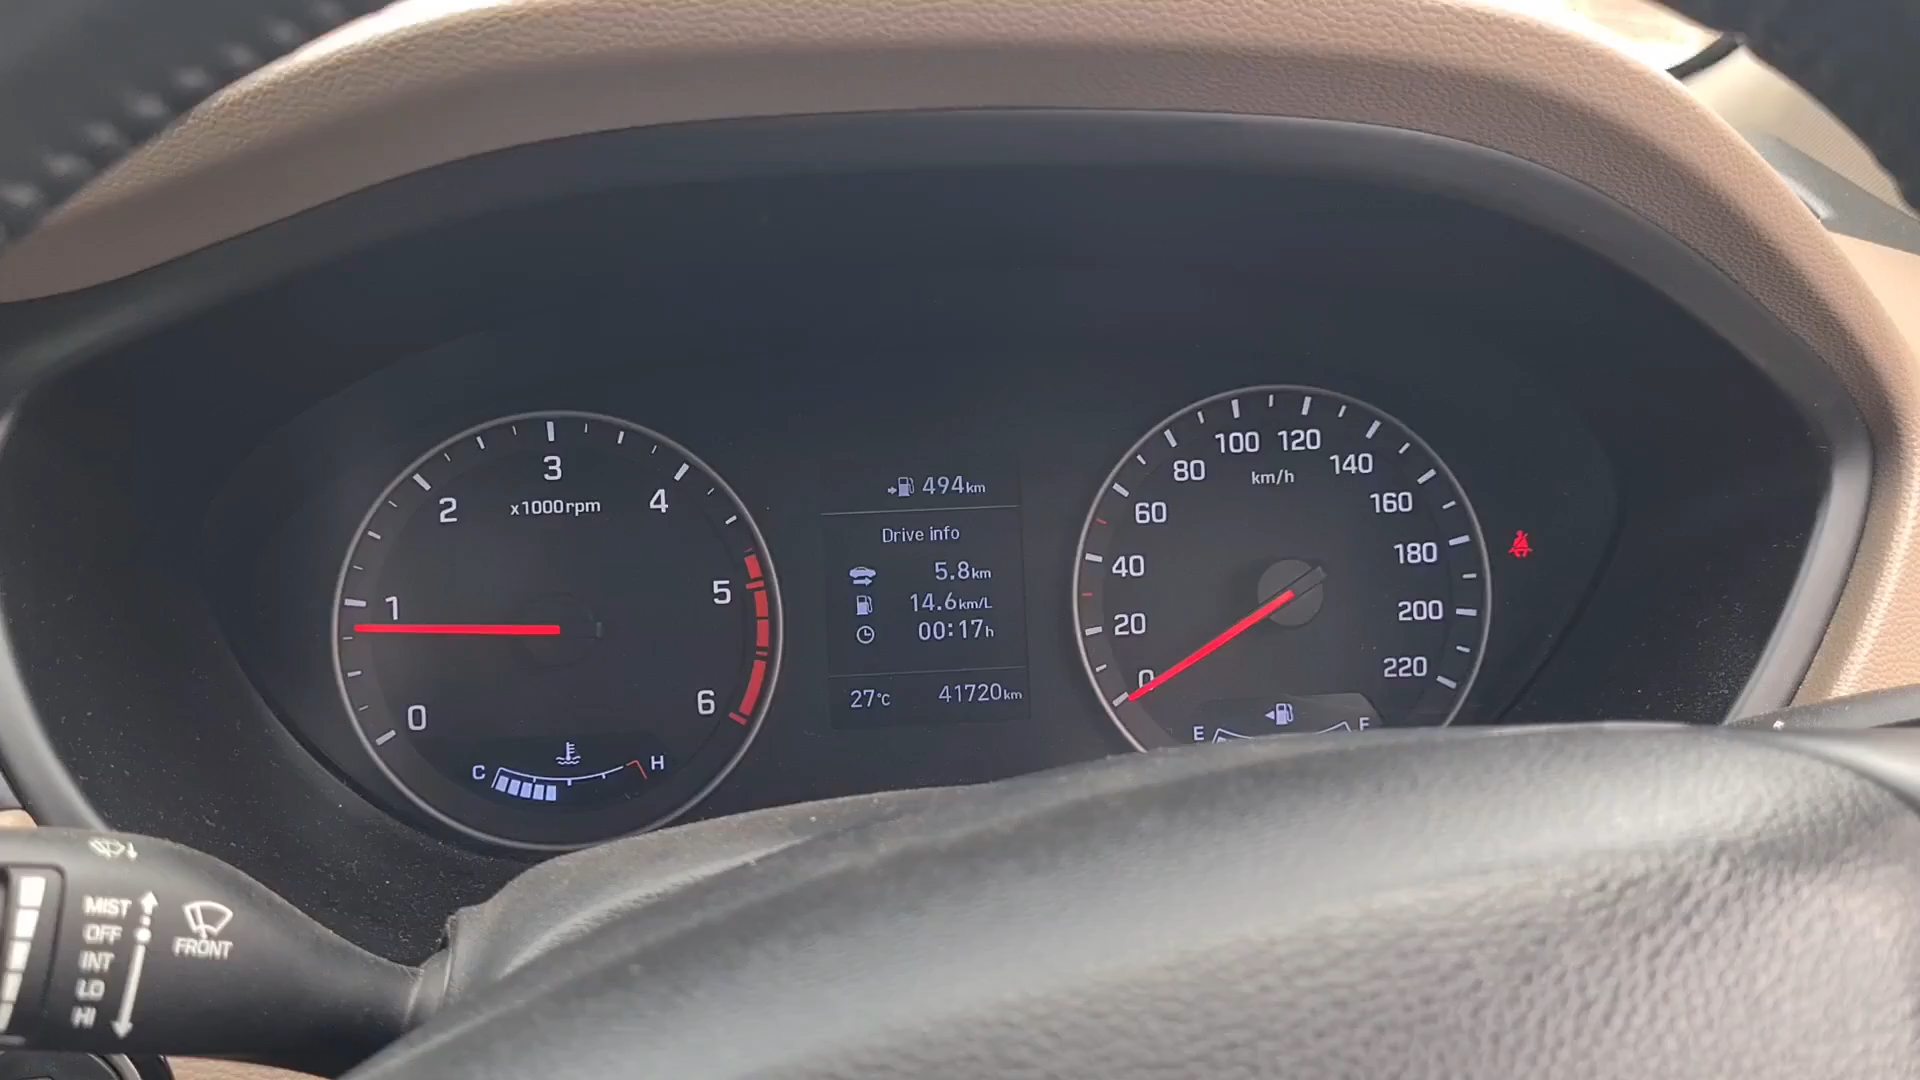 494km
Drive info
5.8km
14.6km/L
00:17h
27°C 41720km
0
1
2
3
4
5
6
x1000rpm
C H
0
20
40
60
80
100
120
140
160
180
200
220
km/h
E F
MIST
OFF
INT
LO
HI
FRONT